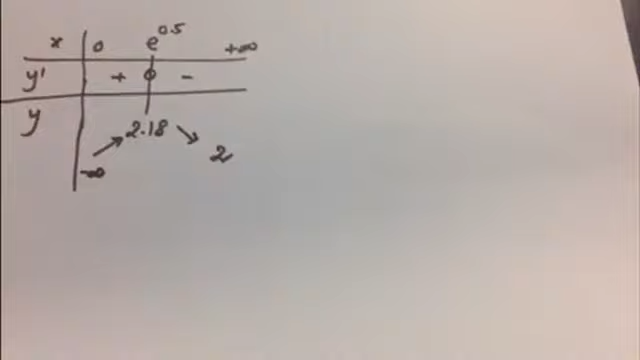 x 0 e^0.5 +∞
y' + 0 -
y 2.18
2
-∞